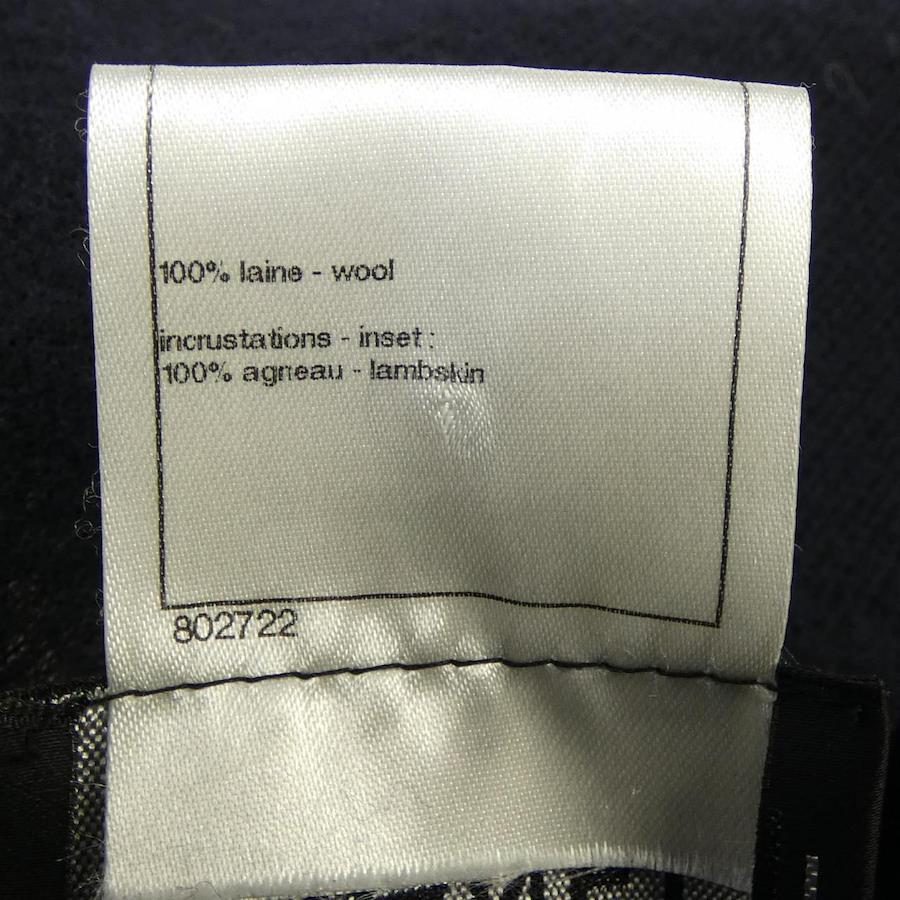 100% laine - wool
incrustations - inset :
100% agneau - lambskin
802722